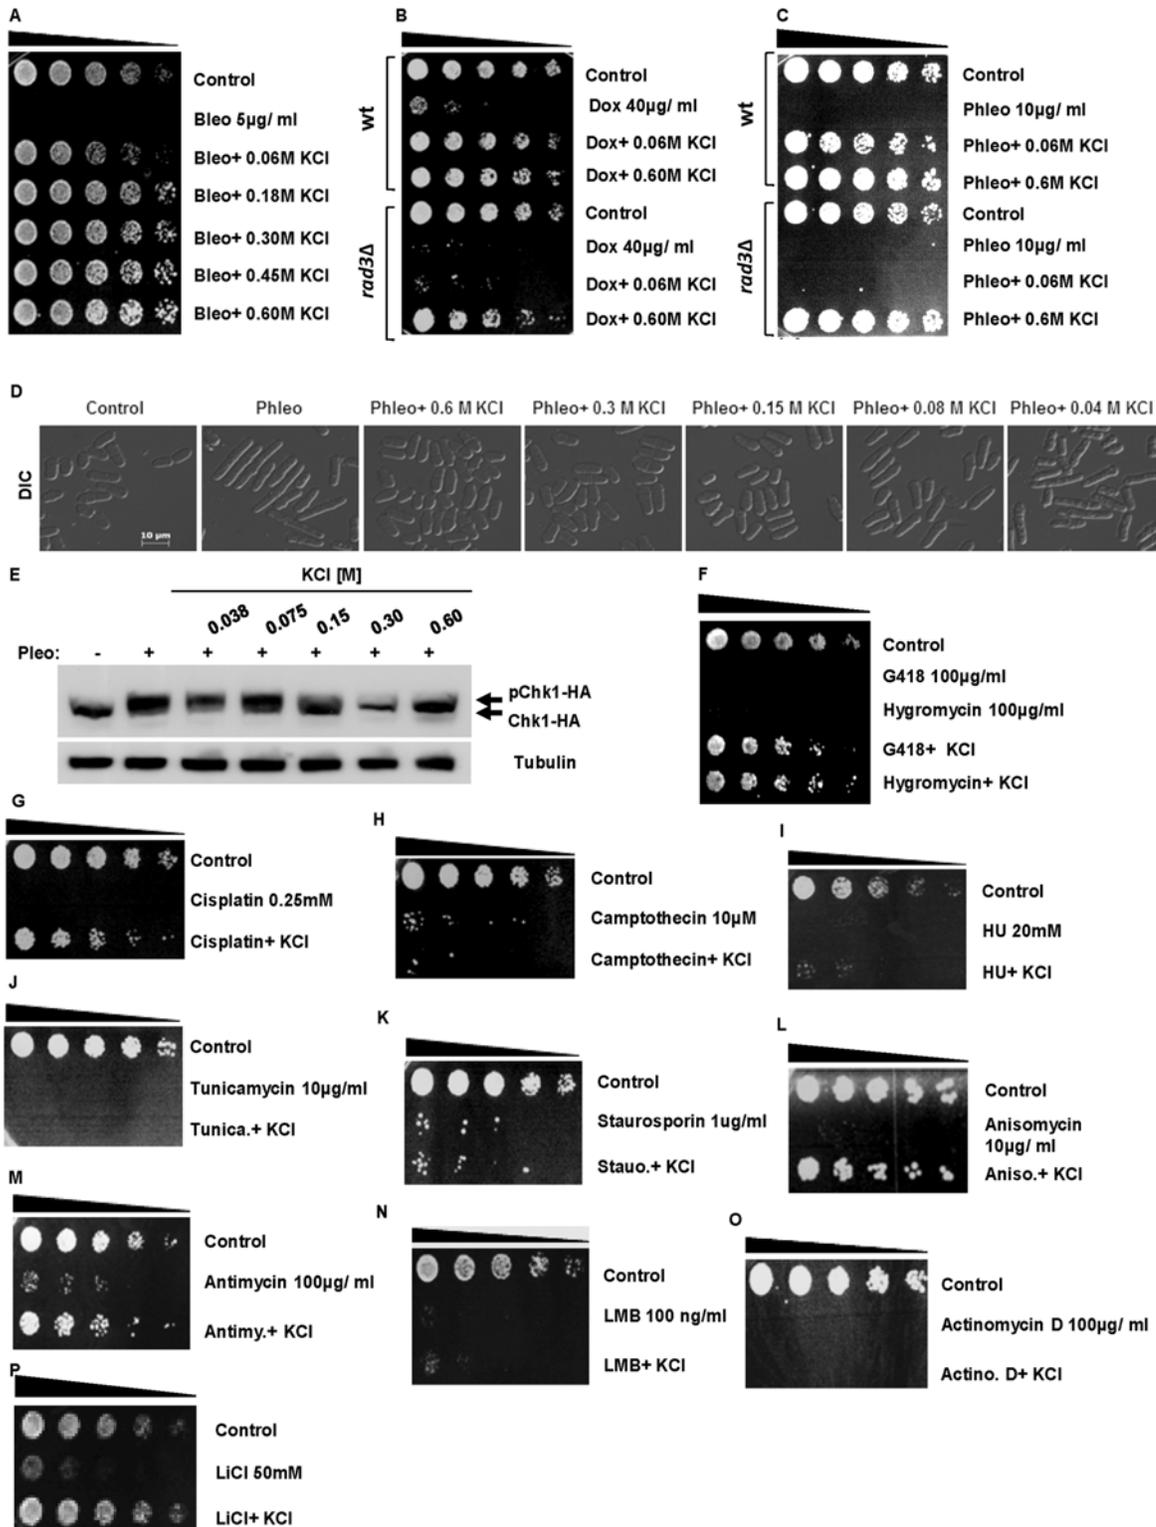 A
Control
Bleo 5µg/ ml
Bleo+ 0.06M KCl
Bleo+ 0.18M KCl
Bleo+ 0.30M KCl
Bleo+ 0.45M KCl
Bleo+ 0.60M KCl
B
wt
Control
Dox 40µg/ ml
Dox+ 0.06M KCl
Dox+ 0.60M KCl
rad3Δ
Control
Dox 40µg/ ml
Dox+ 0.06M KCl
Dox+ 0.60M KCl
C
wt
Control
Phleo 10µg/ ml
Phleo+ 0.06M KCl
Phleo+ 0.6M KCl
rad3Δ
Control
Phleo 10µg/ ml
Phleo+ 0.06M KCl
Phleo+ 0.6M KCl
D
Control Phleo Phleo+ 0.6 M KCl Phleo+ 0.3 M KCl Phleo+ 0.15 M KCl Phleo+ 0.08 M KCl Phleo+ 0.04 M KCl
DIC
10 µm
E
KCl [M]
0.038 0.075 0.15 0.30 0.60
Pleo: - + + + + + +
pChk1-HA
Chk1-HA
Tubulin
F
Control
G418 100µg/ml
Hygromycin 100µg/ml
G418+ KCl
Hygromycin+ KCl
G
Control
Cisplatin 0.25mM
Cisplatin+ KCl
H
Control
Camptothecin 10µM
Camptothecin+ KCl
I
Control
HU 20mM
HU+ KCl
J
Control
Tunicamycin 10µg/ml
Tunica.+ KCl
K
Control
Staurosporin 1ug/ml
Stauo.+ KCl
L
Control
Anisomycin
10µg/ ml
Aniso.+ KCl
M
Control
Antimycin 100µg/ ml
Antimy.+ KCl
N
Control
LMB 100 ng/ml
LMB+ KCl
O
Control
Actinomycin D 100µg/ ml
Actino. D+ KCl
P
Control
LiCl 50mM
LiCl+ KCl